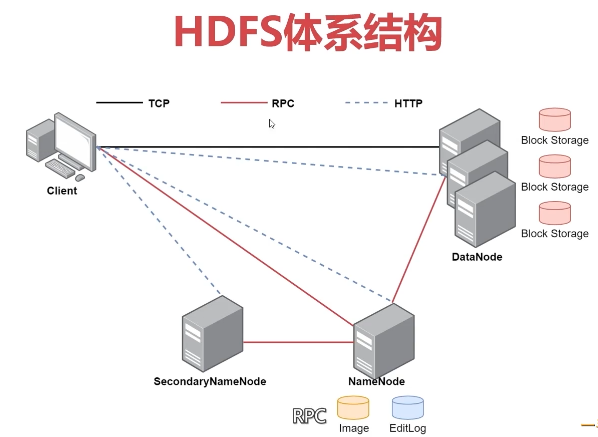 HDFS体系结构
TCP
RPC
HTTP
Client
Block Storage
Block Storage
Block Storage
DataNode
SecondaryNameNode
NameNode
RPC
Image
EditLog